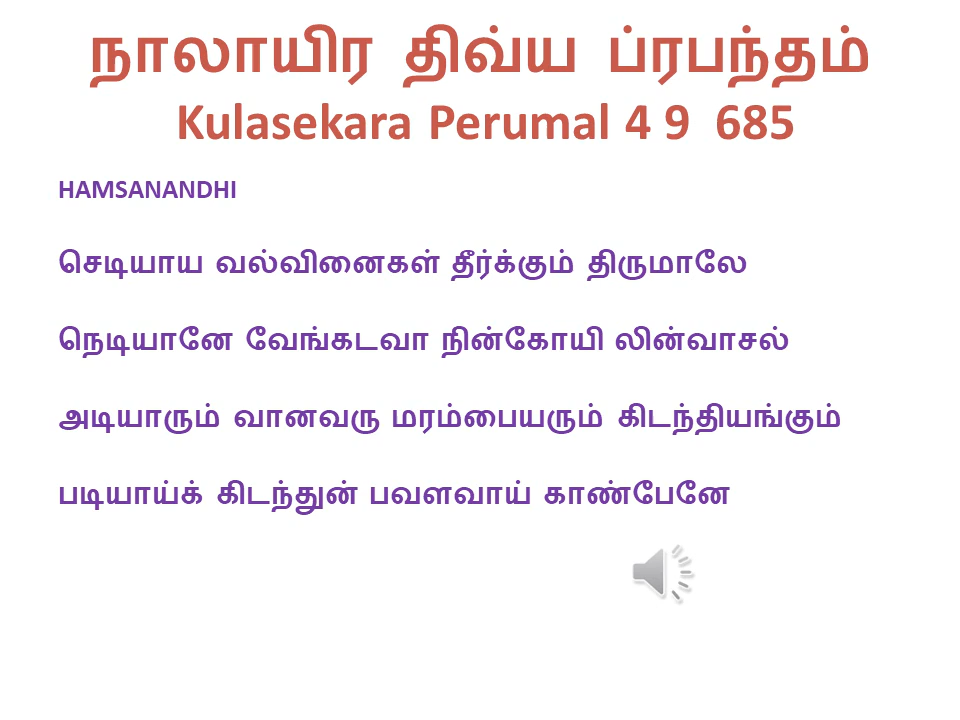 நாலாயிர திவ்ய ப்ரபந்தம்
Kulasekara Perumal 4 9 685
HAMSANANDHI
செடியாய வல்வினைகள் தீர்க்கும் திருமாலே
நெடியானே வேங்கடவா நின்கோயி லின்வாசல்
அடியாரும் வானவரு மரம்பையரும் கிடந்தியங்கும்
படியாய்க் கிடந்துன் பவளவாய் காண்பேனே